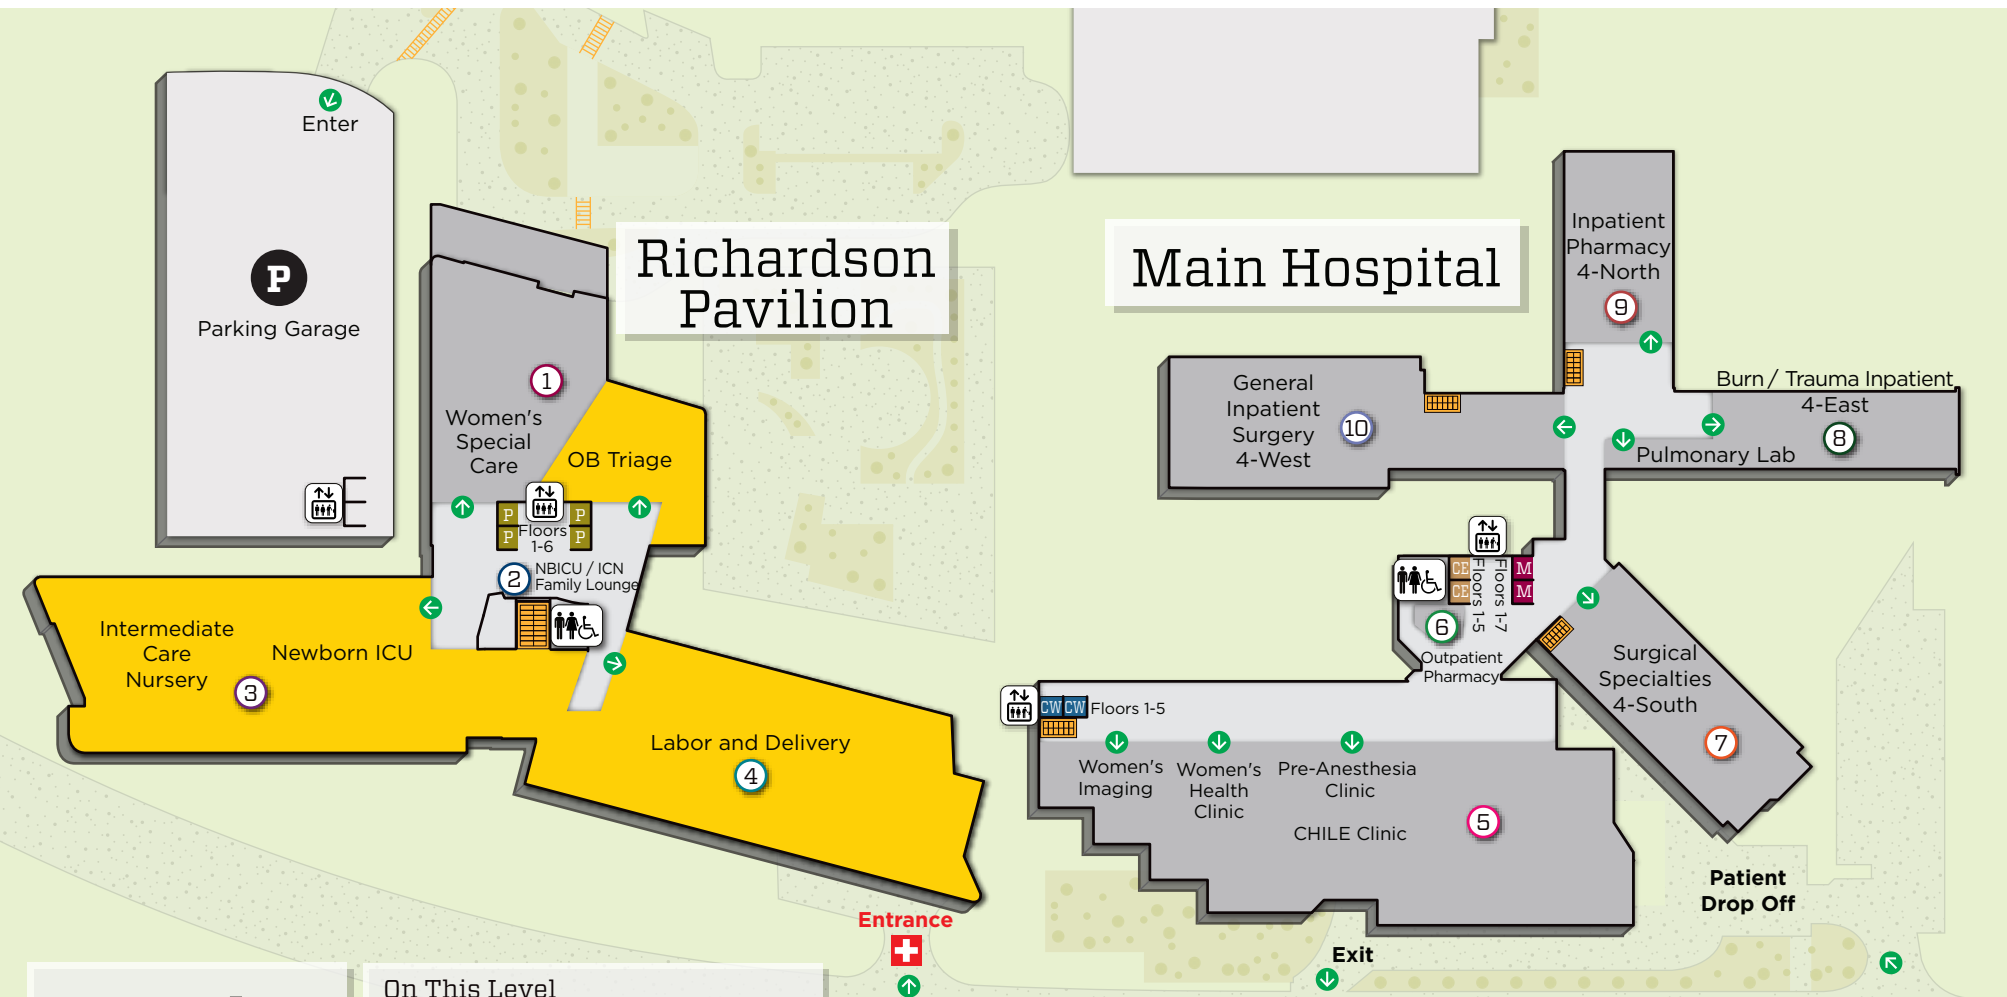 Enter
P
Parking Garage
Richardson
Pavilion
Main Hospital
1
Women's
Special
Care
OB Triage
P
P
P
P
Floors
1-6
2
NBICU / ICN
Family Lounge
Intermediate
Care
Nursery
3
Newborn ICU
Labor and Delivery
4
Inpatient
Pharmacy
4-North
9
General
Inpatient
Surgery
4-West
10
Burn / Trauma Inpatient
4-East
8
Pulmonary Lab
CE
CE
Floors 1-5
Floors 1-7
M
M
6
Outpatient
Pharmacy
Surgical
Specialties
4-South
7
CW CW Floors 1-5
Women's
Imaging
Women's
Health
Clinic
Pre-Anesthesia
Clinic
CHILE Clinic
5
Patient
Drop Off
Entrance
Exit
On This Level